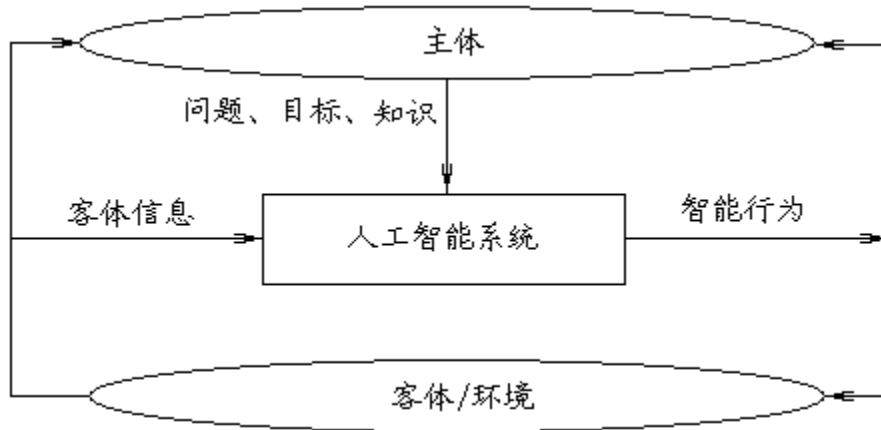 主体
问题、目标、知识
客体信息
智能行为
人工智能系统
客体/环境